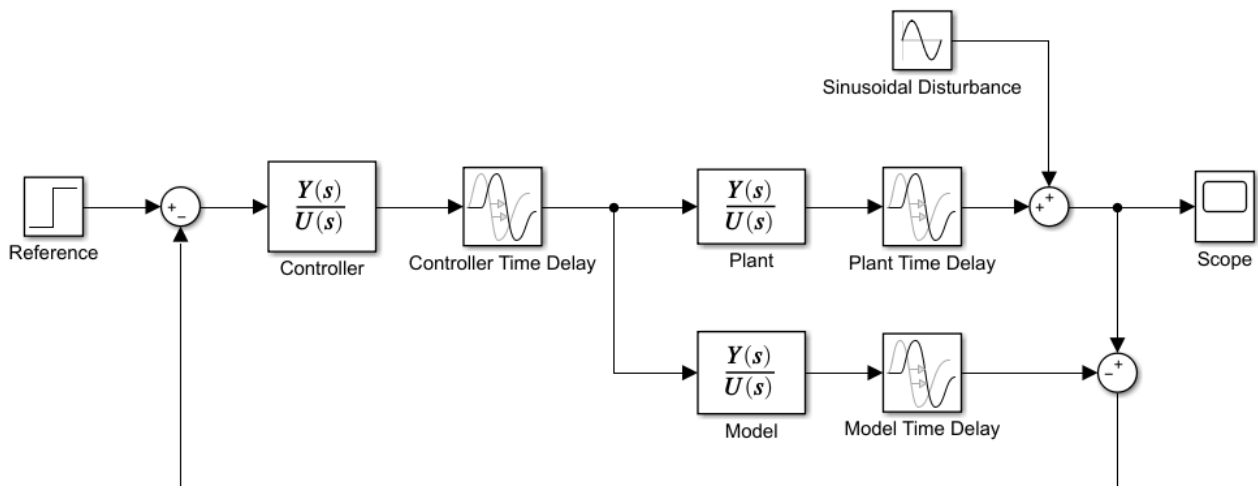 Sinusoidal Disturbance
+
−
Y(s)
U(s)
Y(s)
U(s)
+
+
Reference
Controller
Controller Time Delay
Plant
Plant Time Delay
Scope
Y(s)
U(s)
−
+
Model
Model Time Delay